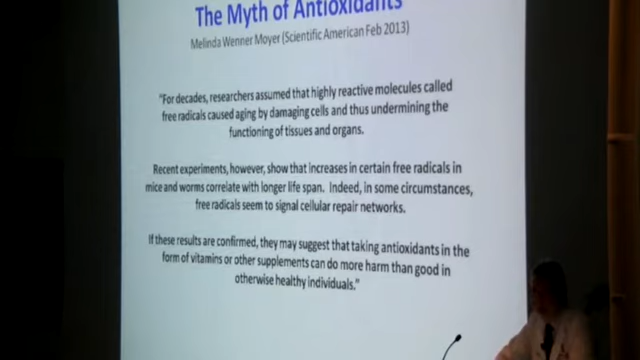 The Myth of Antioxidants
Melinda Wenner Moyer (Scientific American Feb 2013)
"For decades, researchers assumed that highly reactive molecules called
free radicals caused aging by damaging cells and thus undermining the
functioning of tissues and organs.
Recent experiments, however, show that increases in certain free radicals in
mice and worms correlate with longer life span. Indeed, in some circumstances,
free radicals seem to signal cellular repair networks.
If these results are confirmed, they may suggest that taking antioxidants in the
form of vitamins or other supplements can do more harm than good in
otherwise healthy individuals."